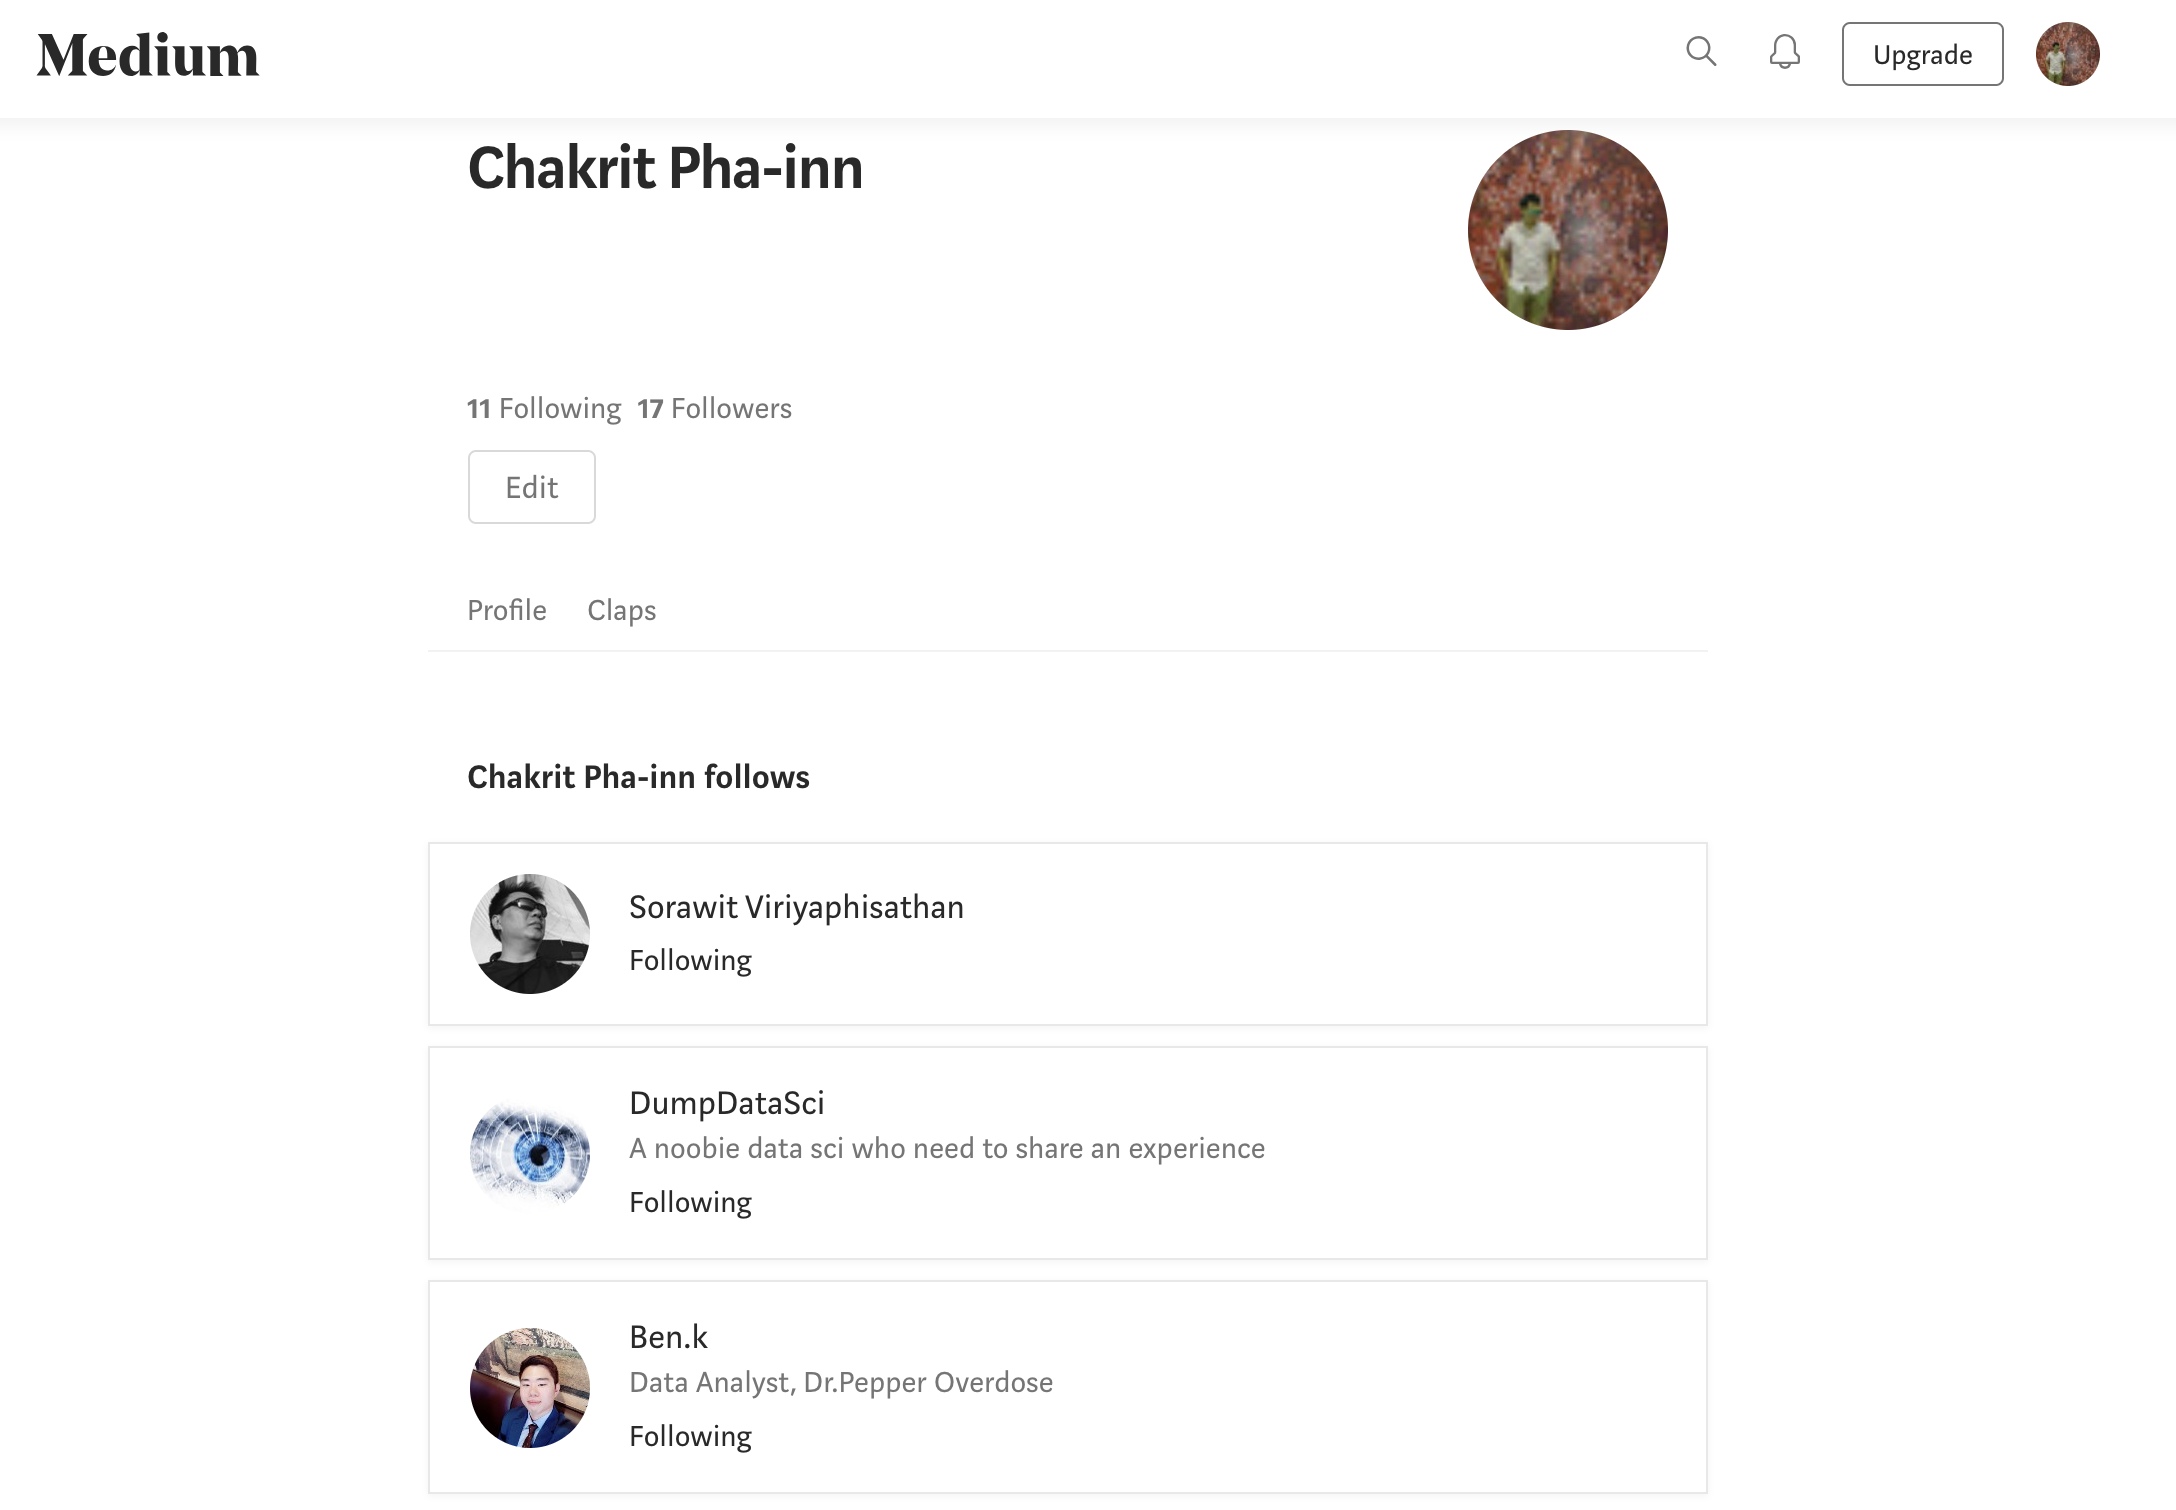 Medium
Upgrade
Chakrit Pha-inn
11 Following 17 Followers
Edit
Profile Claps
Chakrit Pha-inn follows
Sorawit Viriyaphisathan
Following
DumpDataSci
A noobie data sci who need to share an experience
Following
Ben.k
Data Analyst, Dr.Pepper Overdose
Following